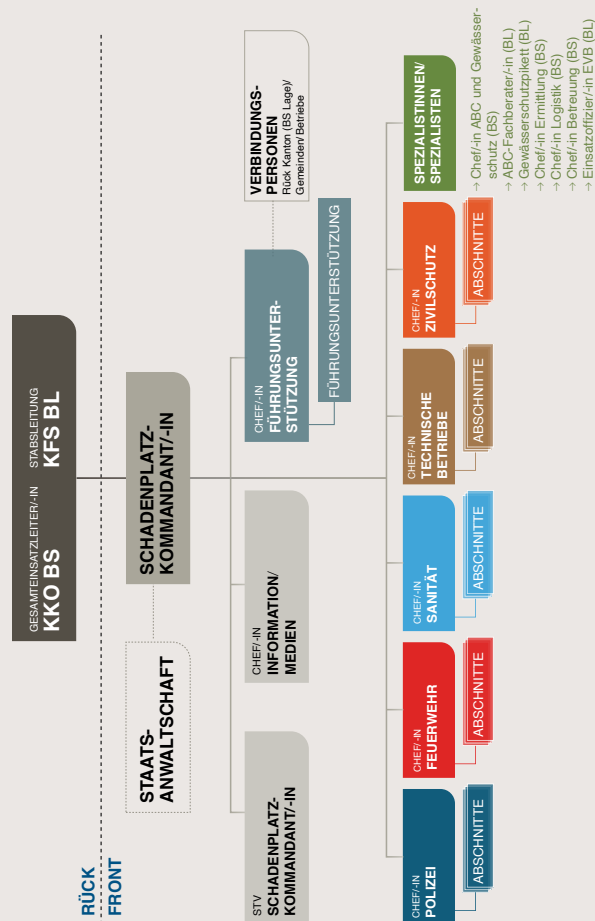 GESAMTEINSATZLEITER/-IN
KKO BS
STABSLEITUNG
KFS BL
RÜCK
FRONT
STAATS-
ANWALTSCHAFT
SCHADENPLATZ-
KOMMANDANT/-IN
STV
SCHADENPLATZ-
KOMMANDANT/-IN
CHEF/-IN
INFORMATION/
MEDIEN
CHEF/-IN
FÜHRUNGSUNTER-
STÜTZUNG
FÜHRUNGSUNTERSTÜTZUNG
VERBINDUNGS-
PERSONEN
Rück Kanton (BS Lage)/
Gemeinden/Betriebe
CHEF/-IN
POLIZEI
ABSCHNITTE
CHEF/-IN
FEUERWEHR
ABSCHNITTE
CHEF/-IN
SANITÄT
ABSCHNITTE
CHEF/-IN
TECHNISCHE
BETRIEBE
ABSCHNITTE
CHEF/-IN
ZIVILSCHUTZ
ABSCHNITTE
SPEZIALISTINNEN/
SPEZIALISTEN
→ Chef/-in ABC und Gewässer-
schutz (BS)
→ ABC-Fachberater/-in (BL)
→ Gewässerschutzpikett (BL)
→ Chef/-in Ermittlung (BS)
→ Chef/-in Logistik (BS)
→ Chef/-in Betreuung (BS)
→ Einsatzoffizier/-in EVB (BL)